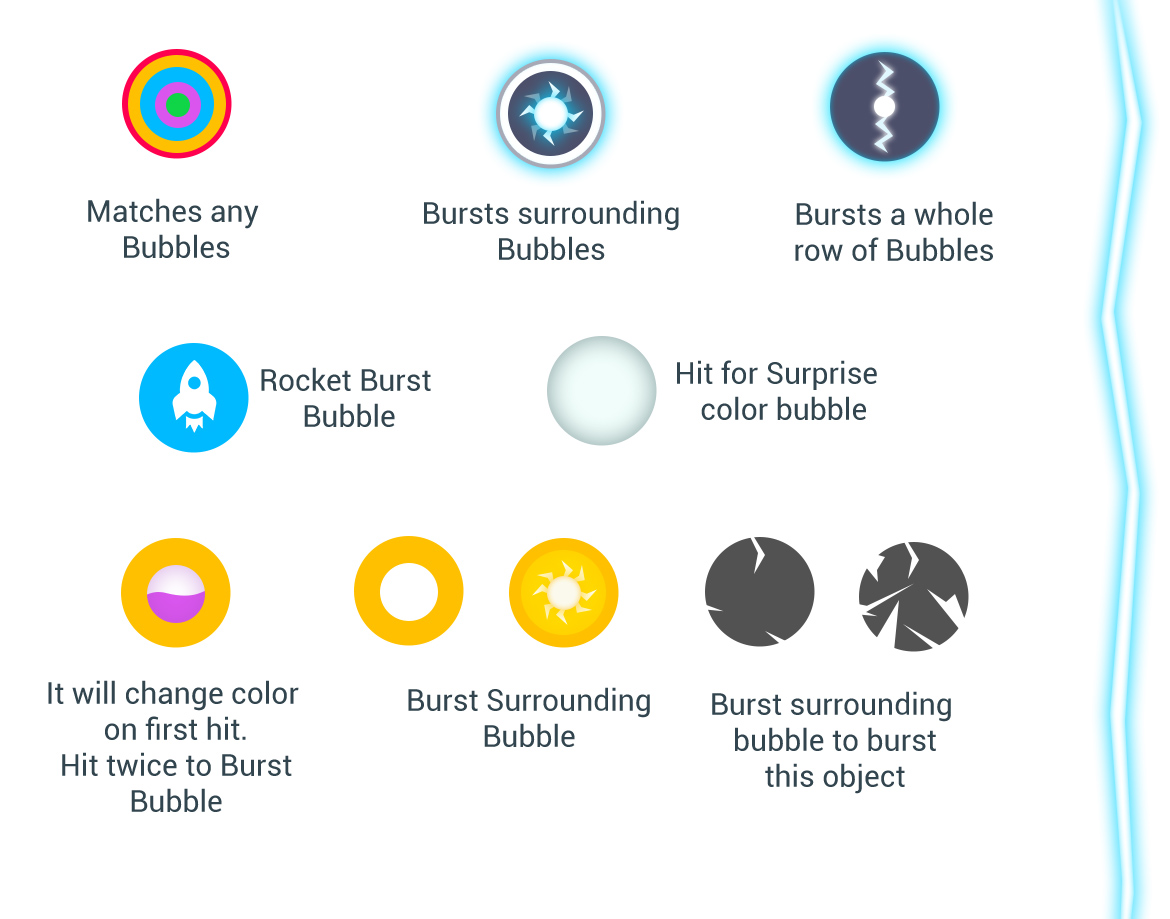 Matches any
Bubbles
Bursts surrounding
Bubbles
Bursts a whole
row of Bubbles
Rocket Burst
Bubble
Hit for Surprise
color bubble
It will change color
on first hit.
Hit twice to Burst
Bubble
Burst Surrounding
Bubble
Burst surrounding
bubble to burst
this object